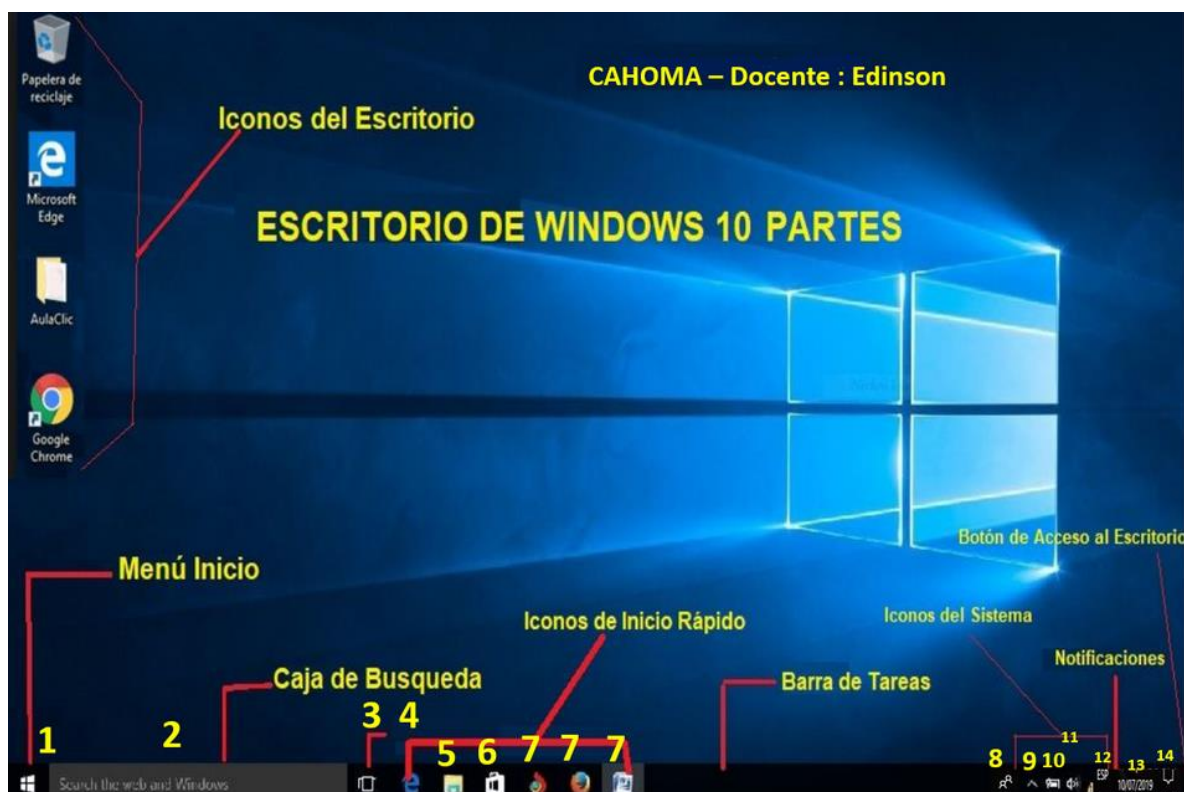 Papelera de
reciclaje
CAHOMA – Docente : Edinson
Iconos del Escritorio
Microsoft
Edge
ESCRITORIO DE WINDOWS 10 PARTES
AulaClic
Google
Chrome
Botón de Acceso al Escritorio
Menú Inicio
Iconos de Inicio Rápido
Iconos del Sistema
Notificaciones
Caja de Busqueda
Barra de Tareas
1
2
3
4
5
6
7
7
7
8
9
10
11
12
13
14
Search the web and Windows
ESP
10/07/2019